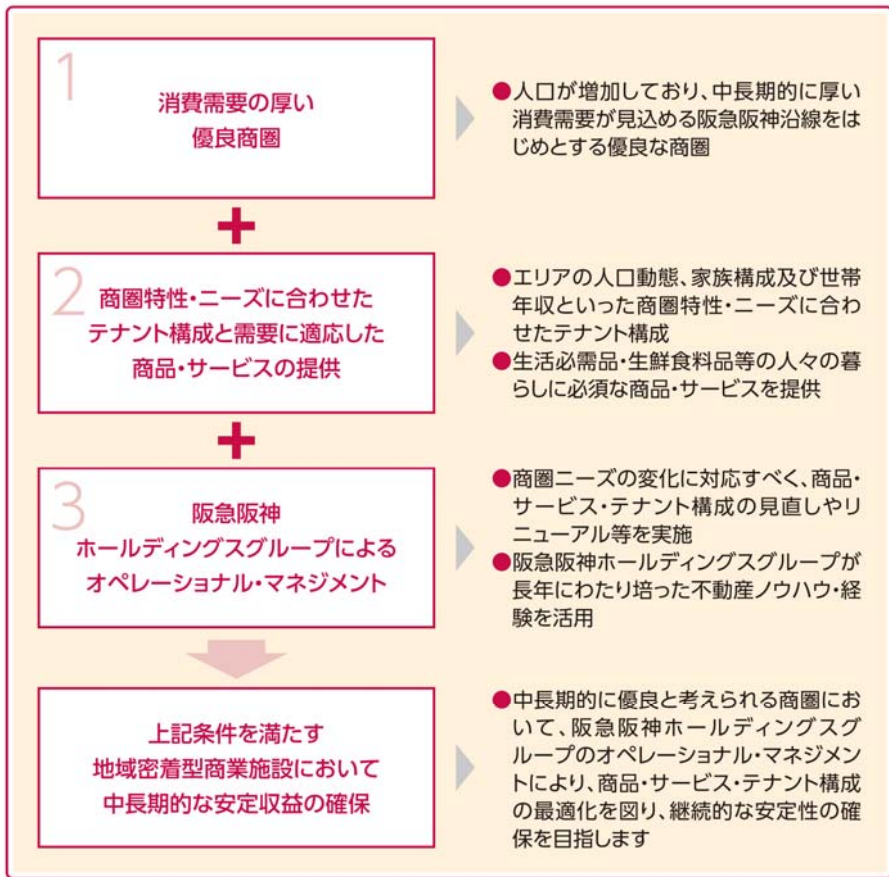 1
消費需要の厚い
優良商圏
●人口が増加しており、中長期的に厚い
消費需要が見込める阪急阪神沿線をは
じめとする優良な商圏
+
2
商圏特性・ニーズに合わせた
テナント構成と需要に適応した
商品・サービスの提供
●エリアの人口動態、家族構成及び世帯
年収といった商圏特性・ニーズに合わ
せたテナント構成
●生活必需品・生鮮食料品等の人々の暮
らしに必須な商品・サービスを提供
+
3
阪急阪神
ホールディングスグループによる
オペレーショナル・マネジメント
●商圏ニーズの変化に対応すべく、商品・
サービス・テナント構成の見直しやリ
ニューアル等を実施
●阪急阪神ホールディングスグループが
長年にわたり培った不動産ノウハウ・経
験を活用
上記条件を満たす
地域密着型商業施設において
中長期的な安定収益の確保
●中長期的に優良と考えられる商圏にお
いて、阪急阪神ホールディングスグ
ループのオペレーショナル・マネジメン
トにより、商品・サービス・テナント構成
の最適化を図り、継続的な安定性の確
保を目指します